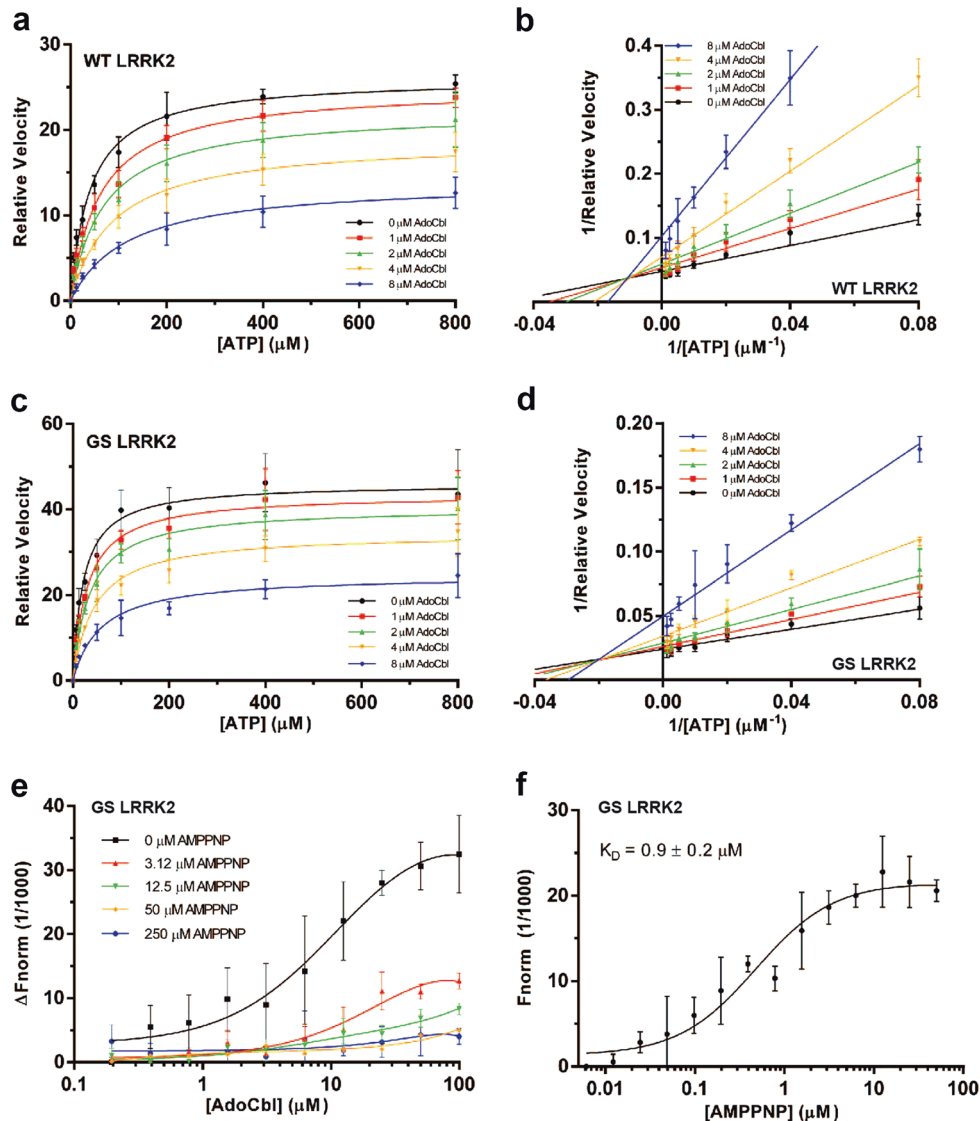 a
WT LRRK2
Relative Velocity
30
20
10
0
0 μM AdoCbl
1 μM AdoCbl
2 μM AdoCbl
4 μM AdoCbl
8 μM AdoCbl
0
200
400
600
800
[ATP] (μM)
b
8 μM AdoCbl
4 μM AdoCbl
2 μM AdoCbl
1 μM AdoCbl
0 μM AdoCbl
1/Relative Velocity
0.4
0.3
0.2
0.1
WT LRRK2
-0.04
0.00
0.04
0.08
1/[ATP] (μM⁻¹)
c
GS LRRK2
Relative Velocity
60
40
20
0
0 μM AdoCbl
1 μM AdoCbl
2 μM AdoCbl
4 μM AdoCbl
8 μM AdoCbl
0
200
400
600
800
[ATP] (μM)
d
8 μM AdoCbl
4 μM AdoCbl
2 μM AdoCbl
1 μM AdoCbl
0 μM AdoCbl
1/Relative Velocity
0.20
0.15
0.10
0.05
GS LRRK2
-0.04
0.00
0.04
0.08
1/[ATP] (μM⁻¹)
e
GS LRRK2
0 μM AMPPNP
3.12 μM AMPPNP
12.5 μM AMPPNP
50 μM AMPPNP
250 μM AMPPNP
Δ Fnorm (1/1000)
40
30
20
10
0
0.1
1
10
100
[AdoCbl] (μM)
f
GS LRRK2
K_D = 0.9 ± 0.2 μM
Fnorm (1/1000)
30
20
10
0
0.01
0.1
1
10
100
[AMPPNP] (μM)